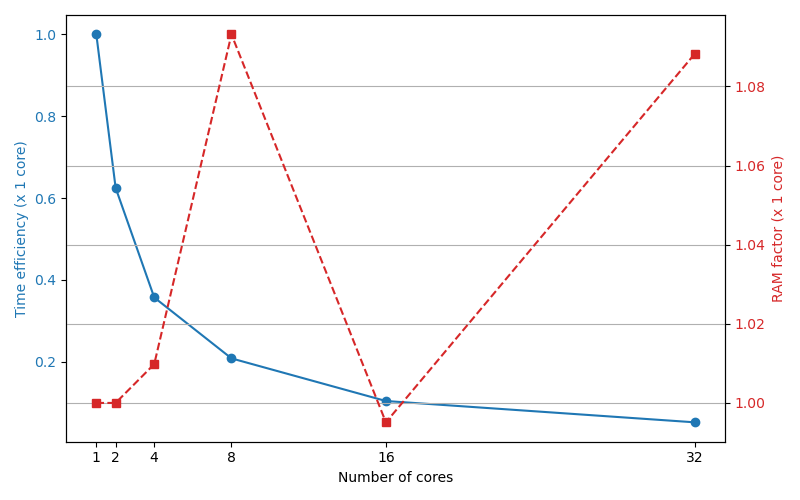 1.0
0.8
0.6
0.4
0.2
Time efficiency (x 1 core)
1.08
1.06
1.04
1.02
1.00
RAM factor (x 1 core)
1 2 4 8 16 32
Number of cores